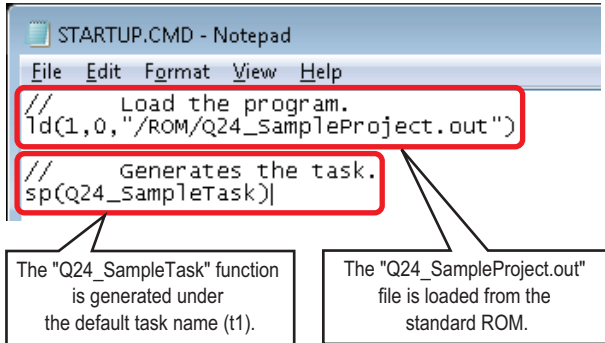 STARTUP.CMD - Notepad
File Edit Format View Help
// Load the program.
ld(1,0,"/ROM/Q24_SampleProject.out")
// Generates the task.
sp(Q24_SampleTask)
The "Q24_SampleTask" function
is generated under
the default task name (t1).
The "Q24_SampleProject.out"
file is loaded from the
standard ROM.